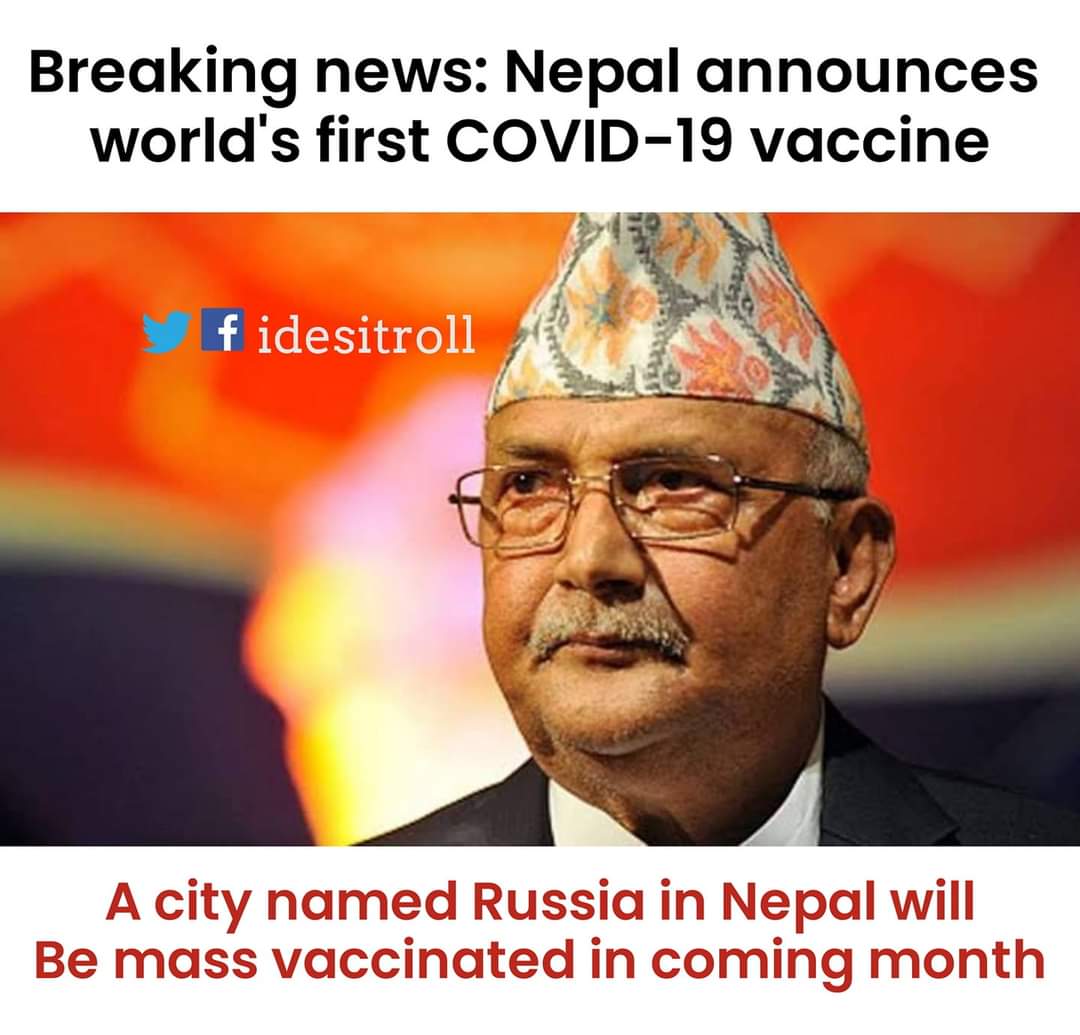 Breaking news: Nepal announces
world's first COVID-19 vaccine
idesitroll
A city named Russia in Nepal will
Be mass vaccinated in coming month